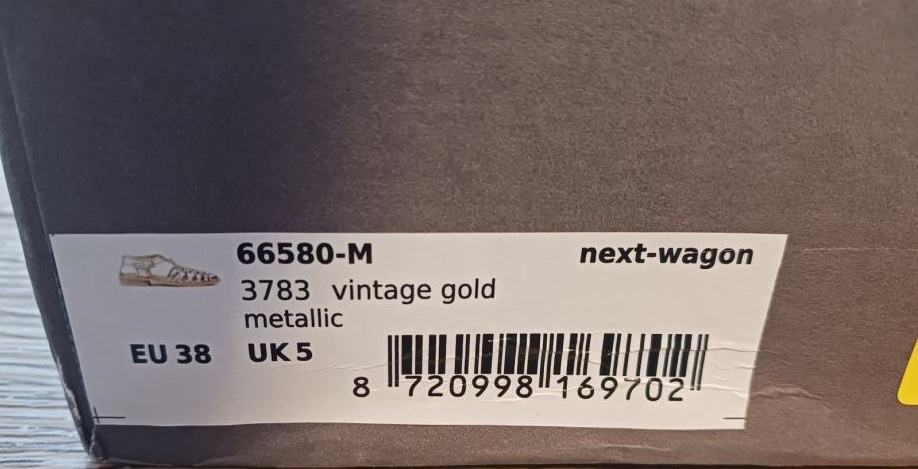 66580-M next-wagon
3783 vintage gold
metallic
EU 38 UK 5
8 720998 169702